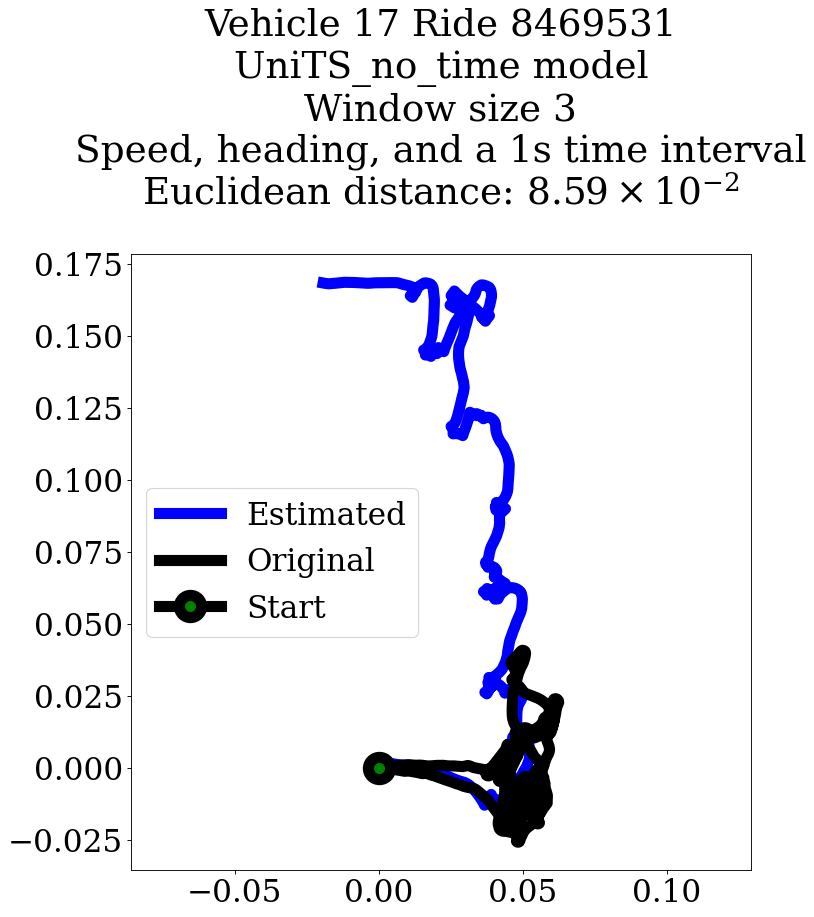 Vehicle 17 Ride 8469531
UniTS_no_time model
Window size 3
Speed, heading, and a 1s time interval
Euclidean distance: 8.59 × 10⁻²
0.175
0.150
0.125
0.100
0.075
0.050
0.025
0.000
−0.025
Estimated
Original
Start
−0.05
0.00
0.05
0.10